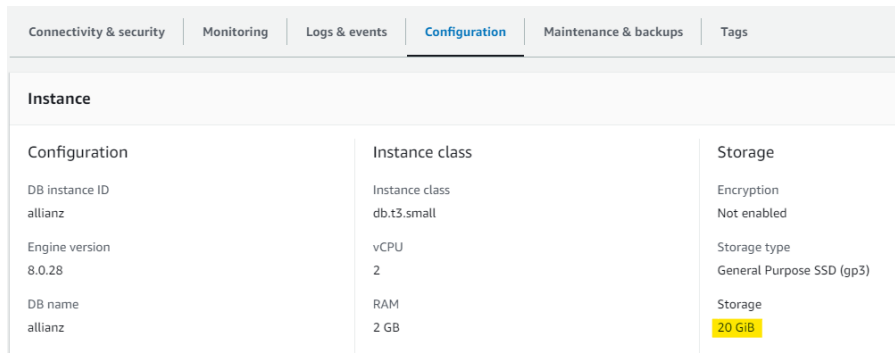 Connectivity & security
Monitoring
Logs & events
Configuration
Maintenance & backups
Tags
Instance
Configuration
DB instance ID
allianz
Engine version
8.0.28
DB name
allianz
Instance class
Instance class
db.t3.small
vCPU
2
RAM
2 GB
Storage
Encryption
Not enabled
Storage type
General Purpose SSD (gp3)
Storage
20 GiB